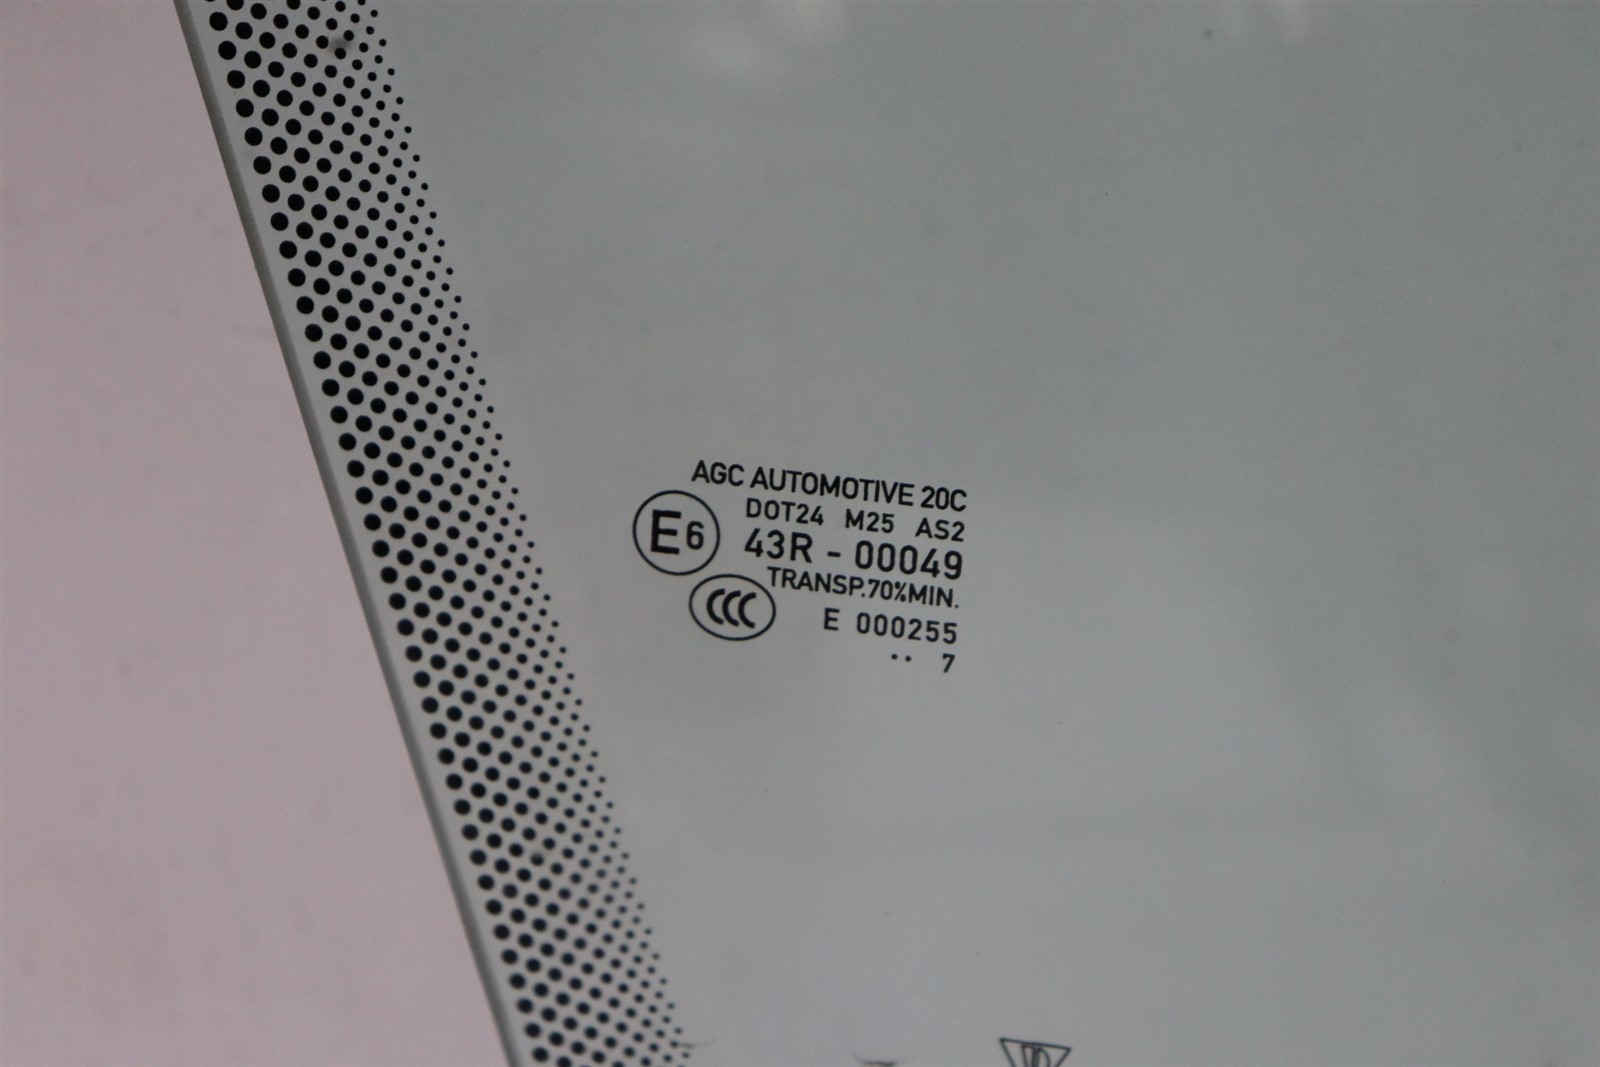 AGC AUTOMOTIVE 20C
DOT24 M25 AS2
E6 43R - 00049
TRANSP.70%MIN.
CCC E 000255
.. 7